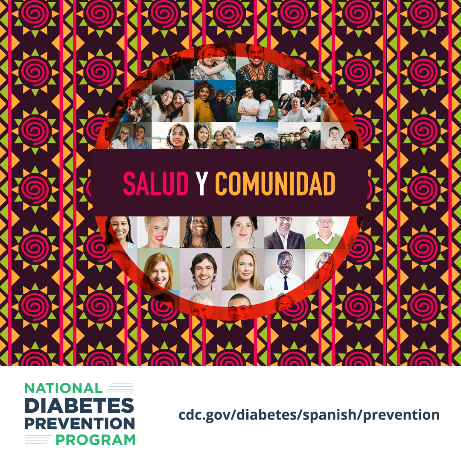 SALUD Y COMUNIDAD
NATIONAL
DIABETES
PREVENTION
PROGRAM
cdc.gov/diabetes/spanish/prevention